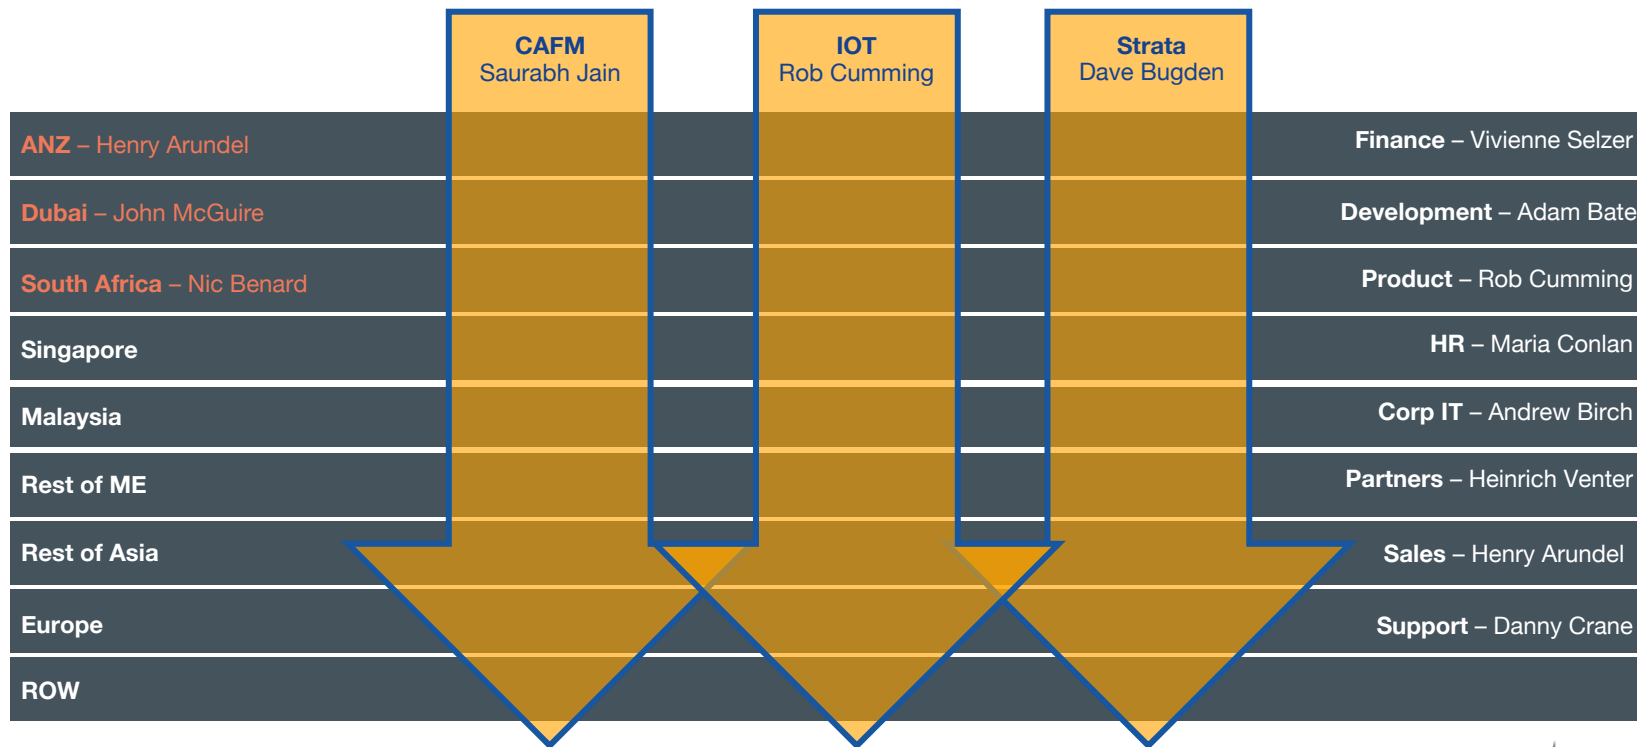 CAFM
Saurabh Jain
IOT
Rob Cumming
Strata
Dave Bugden
ANZ – Henry Arundel
Finance – Vivienne Selzer
Dubai – John McGuire
Development – Adam Bate
South Africa – Nic Benard
Product – Rob Cumming
Singapore
HR – Maria Conlan
Malaysia
Corp IT – Andrew Birch
Rest of ME
Partners – Heinrich Venter
Rest of Asia
Sales – Henry Arundel
Europe
Support – Danny Crane
ROW